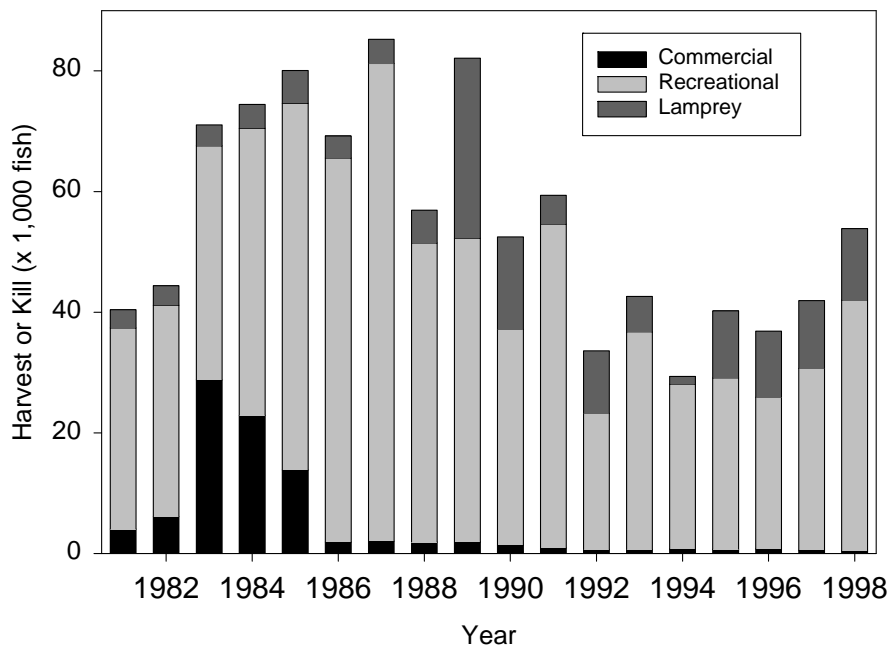 Commercial
Recreational
Lamprey
Harvest or Kill (x 1,000 fish)
80
60
40
20
0
1982 1984 1986 1988 1990 1992 1994 1996 1998
Year